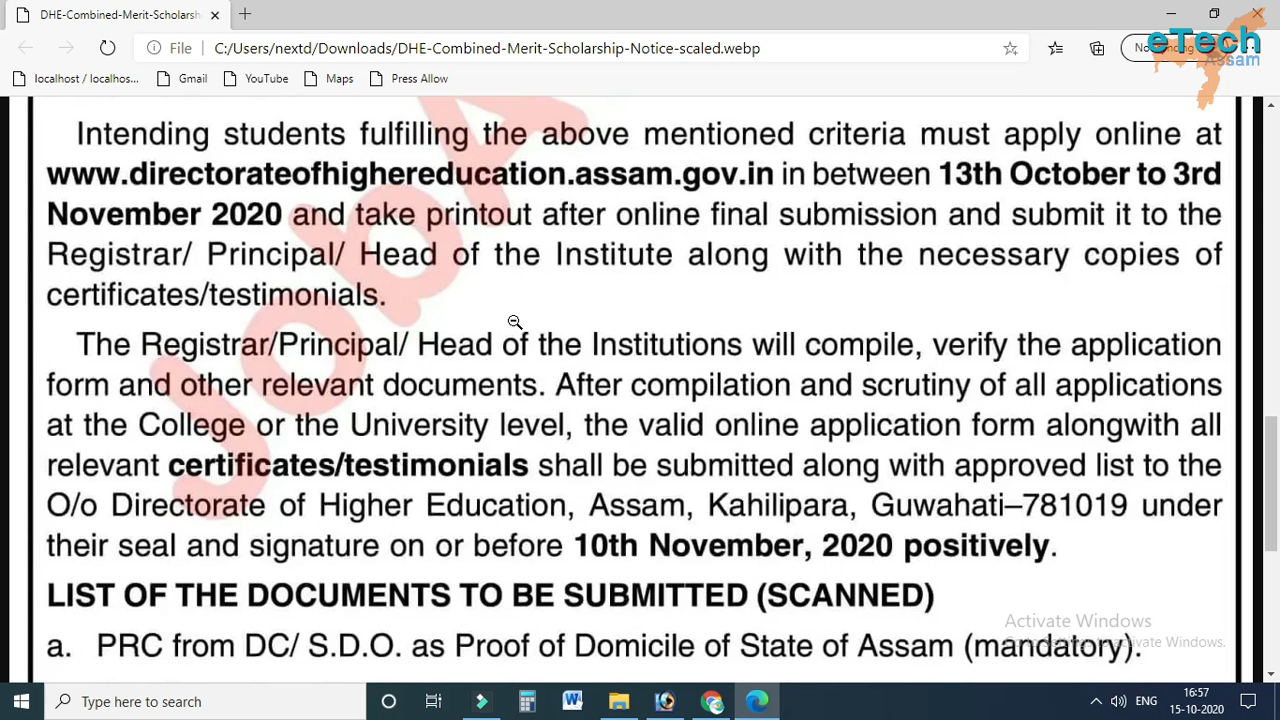 DHE-Combined-Merit-Scholarsh
File
C:/Users/nextd/Downloads/DHE-Combined-Merit-Scholarship-Notice-scaled.webp
eTech
Assam
localhost / localhos...
Gmail
YouTube
Maps
Press Allow
Intending students fulfilling the above mentioned criteria must apply online at
www.directorateofhighereducation.assam.gov.in in between 13th October to 3rd
November 2020 and take printout after online final submission and submit it to the
Registrar/ Principal/ Head of the Institute along with the necessary copies of
certificates/testimonials.
The Registrar/Principal/ Head of the Institutions will compile, verify the application
form and other relevant documents. After compilation and scrutiny of all applications
at the College or the University level, the valid online application form alongwith all
relevant certificates/testimonials shall be submitted along with approved list to the
O/o Directorate of Higher Education, Assam, Kahilipara, Guwahati–781019 under
their seal and signature on or before 10th November, 2020 positively.
LIST OF THE DOCUMENTS TO BE SUBMITTED (SCANNED)
a. PRC from DC/ S.D.O. as Proof of Domicile of State of Assam (mandatory).
JobA
Activate Windows
Go to Settings to activate Windows.
Type here to search
ENG
16:57
15-10-2020